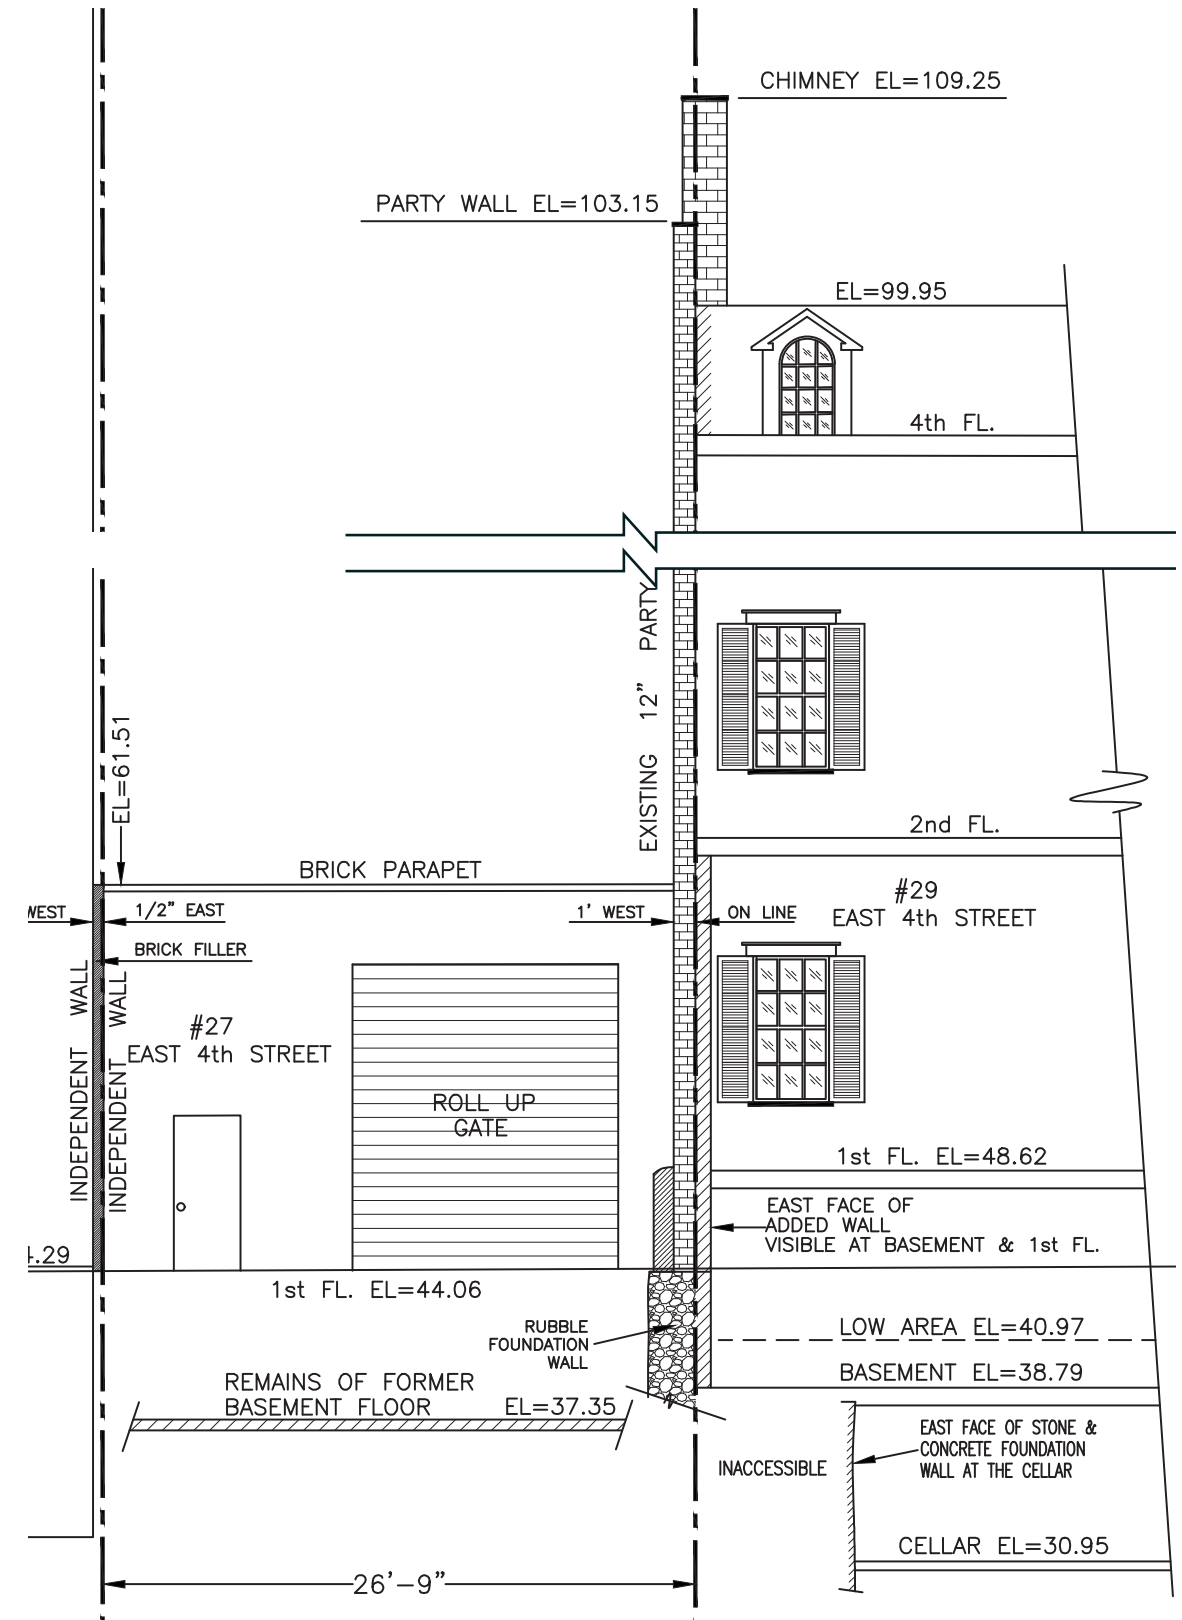 CHIMNEY EL=109.25
PARTY WALL EL=103.15
EL=99.95
4th FL.
EXISTING 12" PARTY
EL=61.51
2nd FL.
BRICK PARAPET
#29
EAST 4th STREET
WEST
1/2" EAST
1' WEST
ON LINE
BRICK FILLER
INDEPENDENT WALL
INDEPENDENT WALL
#27
EAST 4th STREET
ROLL UP
GATE
1st FL. EL=48.62
EAST FACE OF
ADDED WALL
VISIBLE AT BASEMENT & 1st FL.
4.29
1st FL. EL=44.06
RUBBLE
FOUNDATION
WALL
LOW AREA EL=40.97
BASEMENT EL=38.79
REMAINS OF FORMER
BASEMENT FLOOR EL=37.35
EAST FACE OF STONE &
CONCRETE FOUNDATION
WALL AT THE CELLAR
INACCESSIBLE
CELLAR EL=30.95
26'-9"